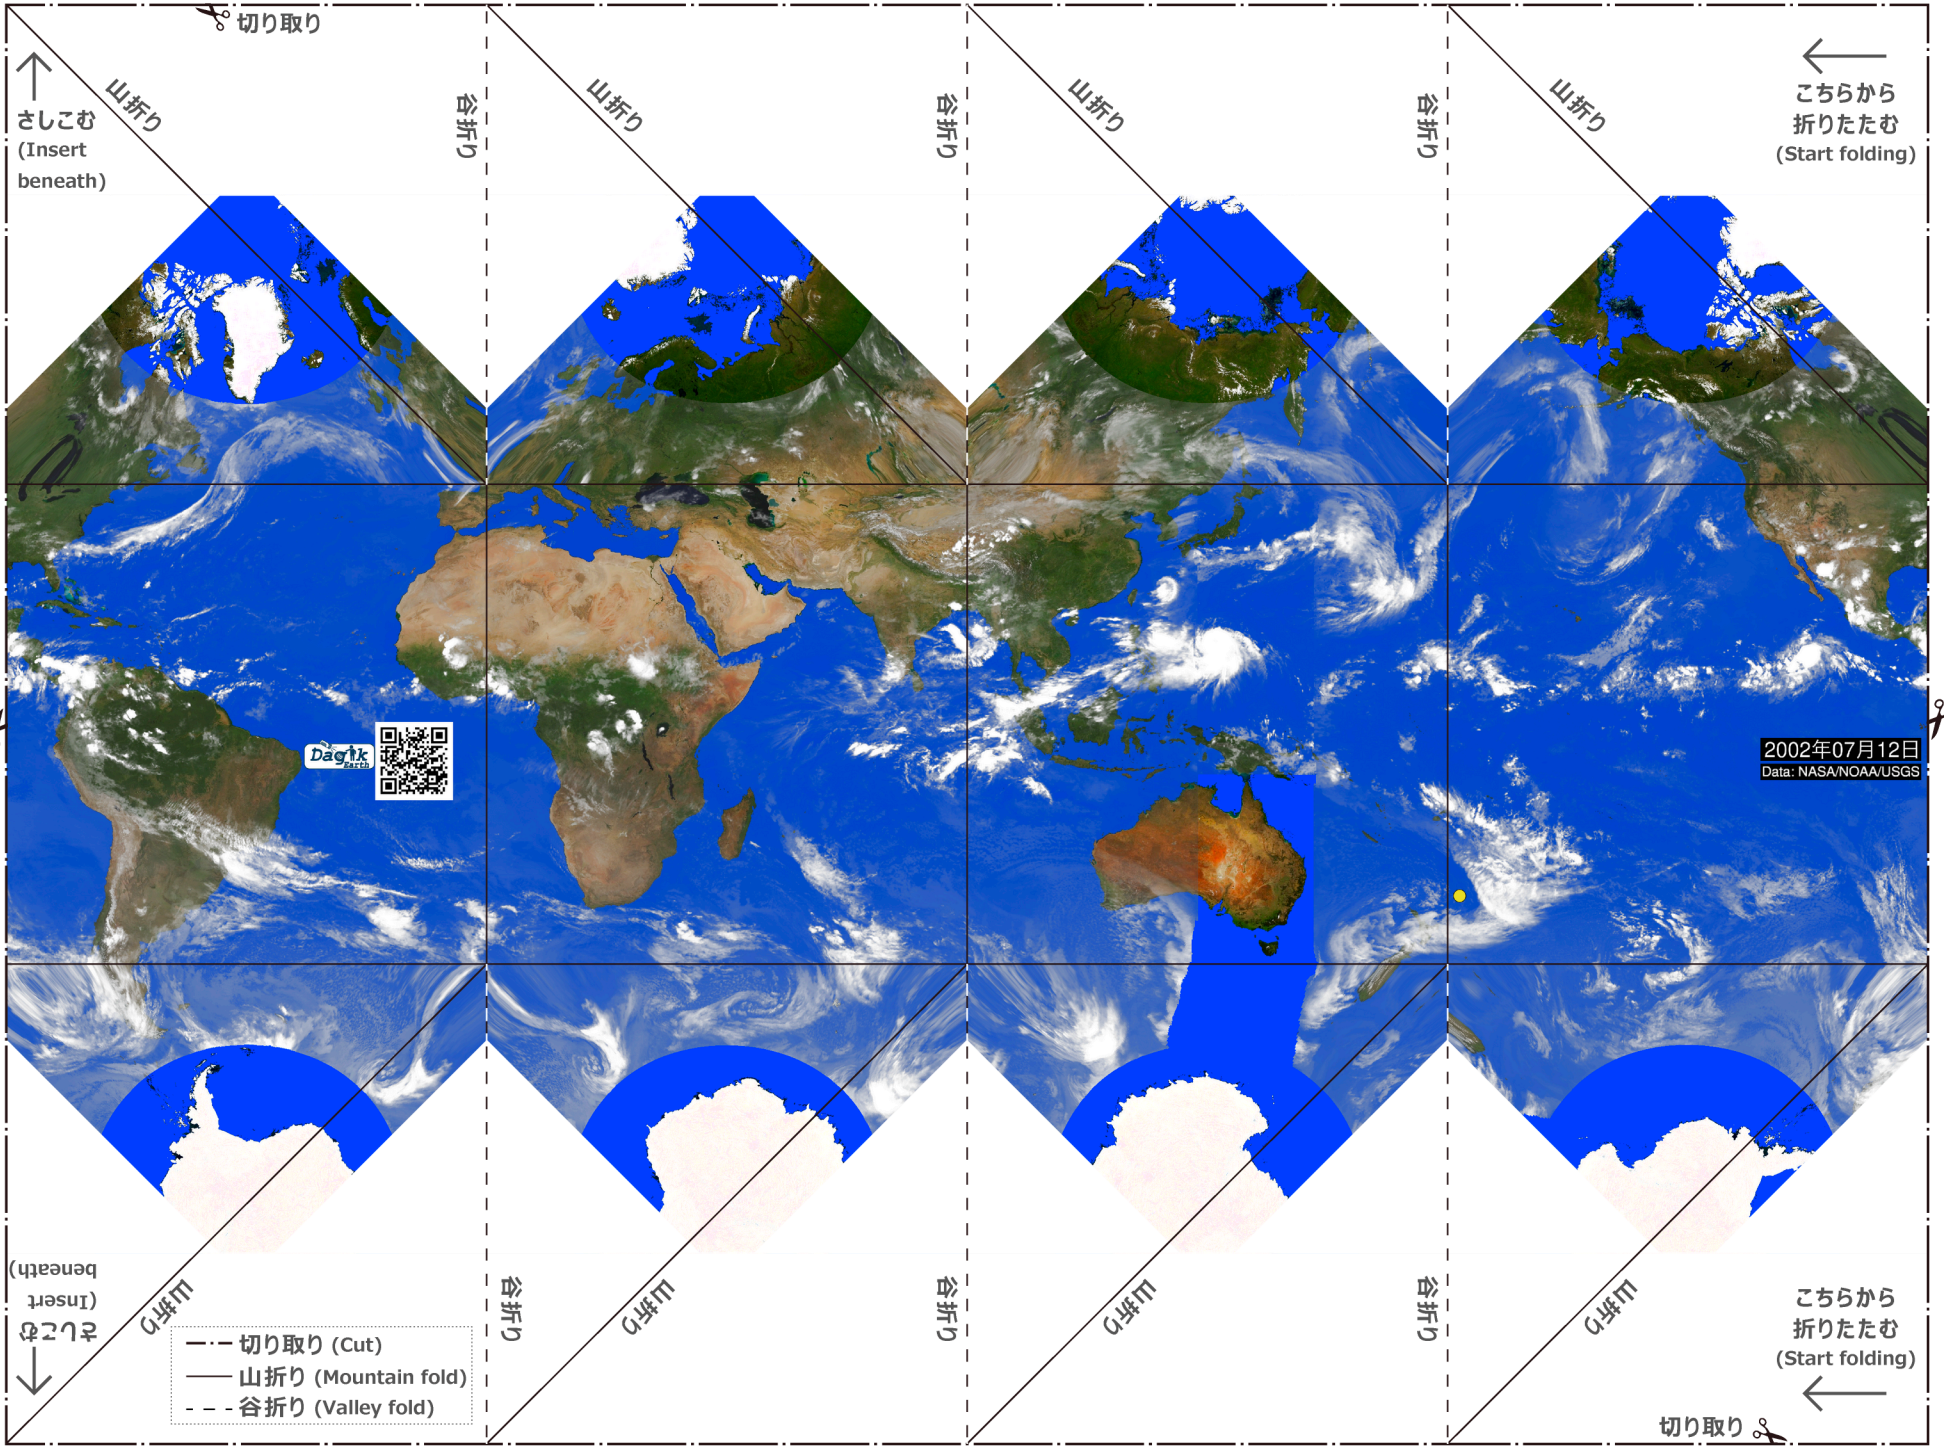 切り取り
山折り
谷折り
山折り
谷折り
山折り
谷折り
山折り
さしこむ
(Insert
beneath)
こちらから
折りたたむ
(Start folding)
Dagik
Earth
2002年07月12日
Data: NASA/NOAA/USGS
さしこむ
(Insert
beneath)
山折り
谷折り
山折り
谷折り
山折り
谷折り
山折り
こちらから
折りたたむ
(Start folding)
切り取り (Cut)
山折り (Mountain fold)
谷折り (Valley fold)
切り取り